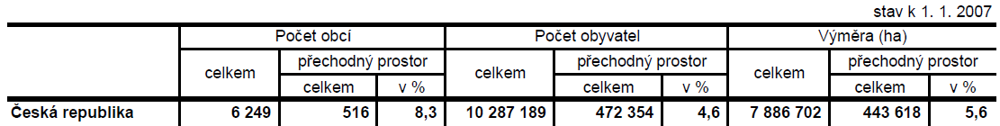 stav k 1. 1. 2007
Počet obcí Počet obyvatel Výměra (ha)
celkem přechodný prostor celkem přechodný prostor celkem přechodný prostor
celkem v % celkem v % celkem v %
Česká republika 6 249 516 8,3 10 287 189 472 354 4,6 7 886 702 443 618 5,6